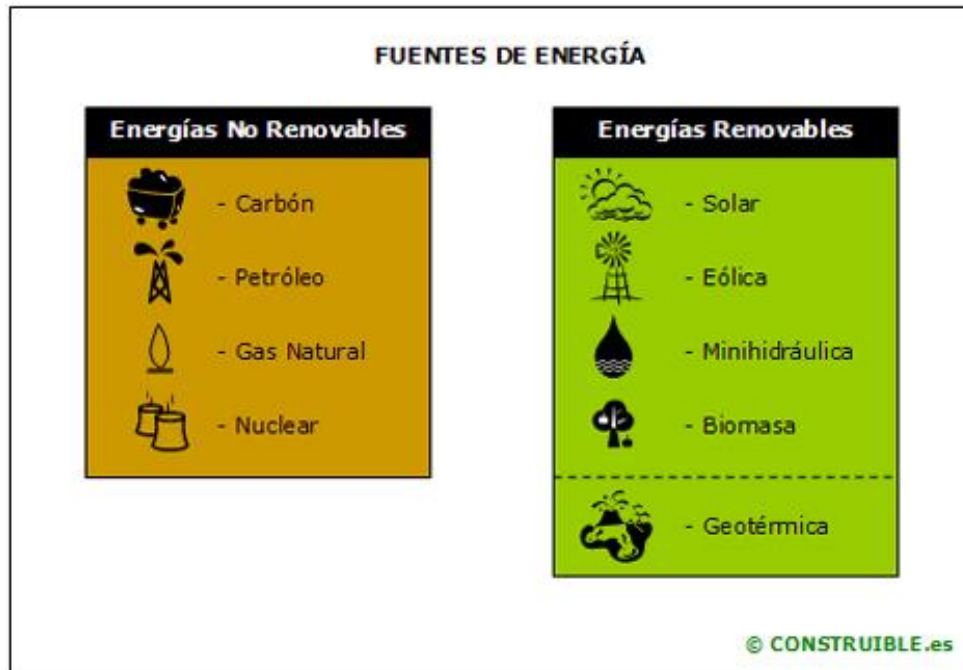 FUENTES DE ENERGÍA
Energías No Renovables
- Carbón
- Petróleo
- Gas Natural
- Nuclear
Energías Renovables
- Solar
- Eólica
- Minihidráulica
- Biomasa
- Geotérmica
© CONSTRUIBLE.es